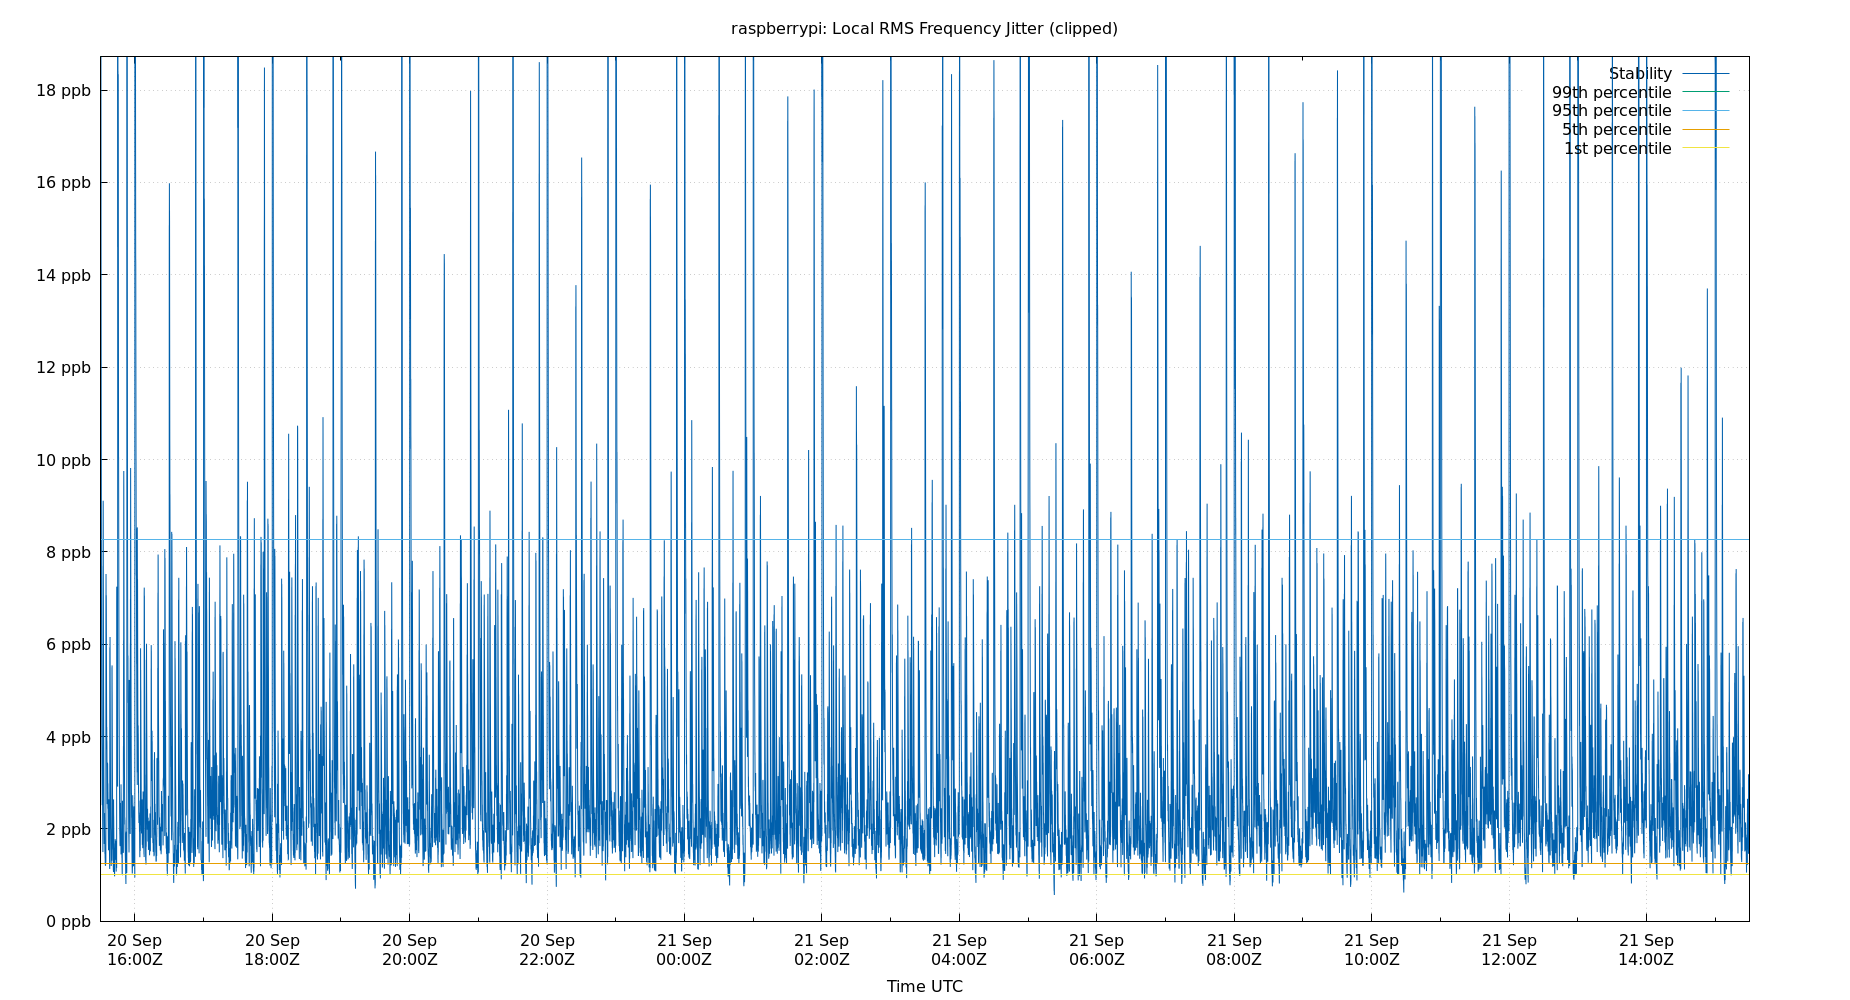 raspberrypi: Local RMS Frequency Jitter (clipped)
Stability
99th percentile
95th percentile
5th percentile
1st percentile
18 ppb
16 ppb
14 ppb
12 ppb
10 ppb
8 ppb
6 ppb
4 ppb
2 ppb
0 ppb
20 Sep 20 Sep 20 Sep 20 Sep 21 Sep 21 Sep 21 Sep 21 Sep 21 Sep 21 Sep 21 Sep 21 Sep
16:00Z 18:00Z 20:00Z 22:00Z 00:00Z 02:00Z 04:00Z 06:00Z 08:00Z 10:00Z 12:00Z 14:00Z
Time UTC